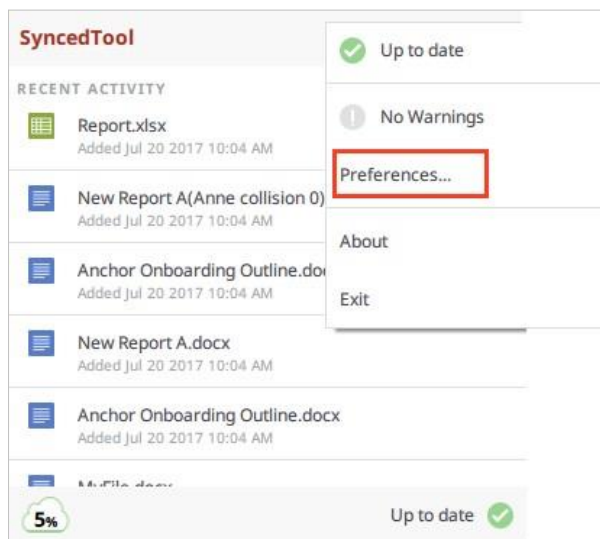 SyncedTool
Up to date
No Warnings
Preferences...
About
Exit
RECENT ACTIVITY
Report.xlsx
Added Jul 20 2017 10:04 AM
New Report A(Anne collision 0)
Added Jul 20 2017 10:04 AM
Anchor Onboarding Outline.do
Added Jul 20 2017 10:04 AM
New Report A.docx
Added Jul 20 2017 10:04 AM
Anchor Onboarding Outline.docx
Added Jul 20 2017 10:04 AM
MyFile.docx
5%
Up to date